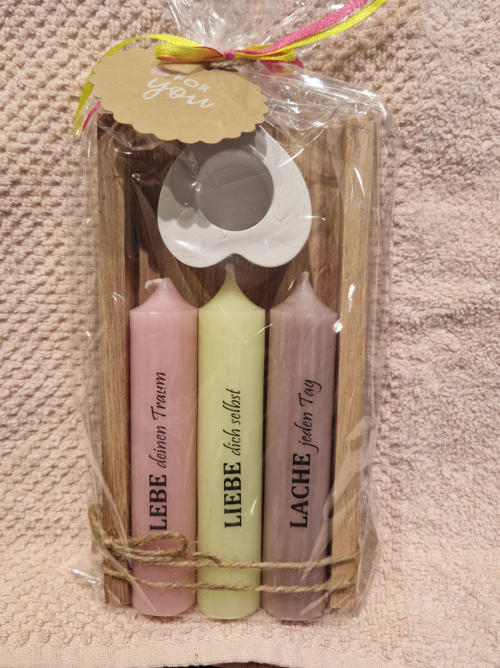 FOR
you
LEBE deinen Traum
LIEBE dich selbst
LACHE jeden Tag